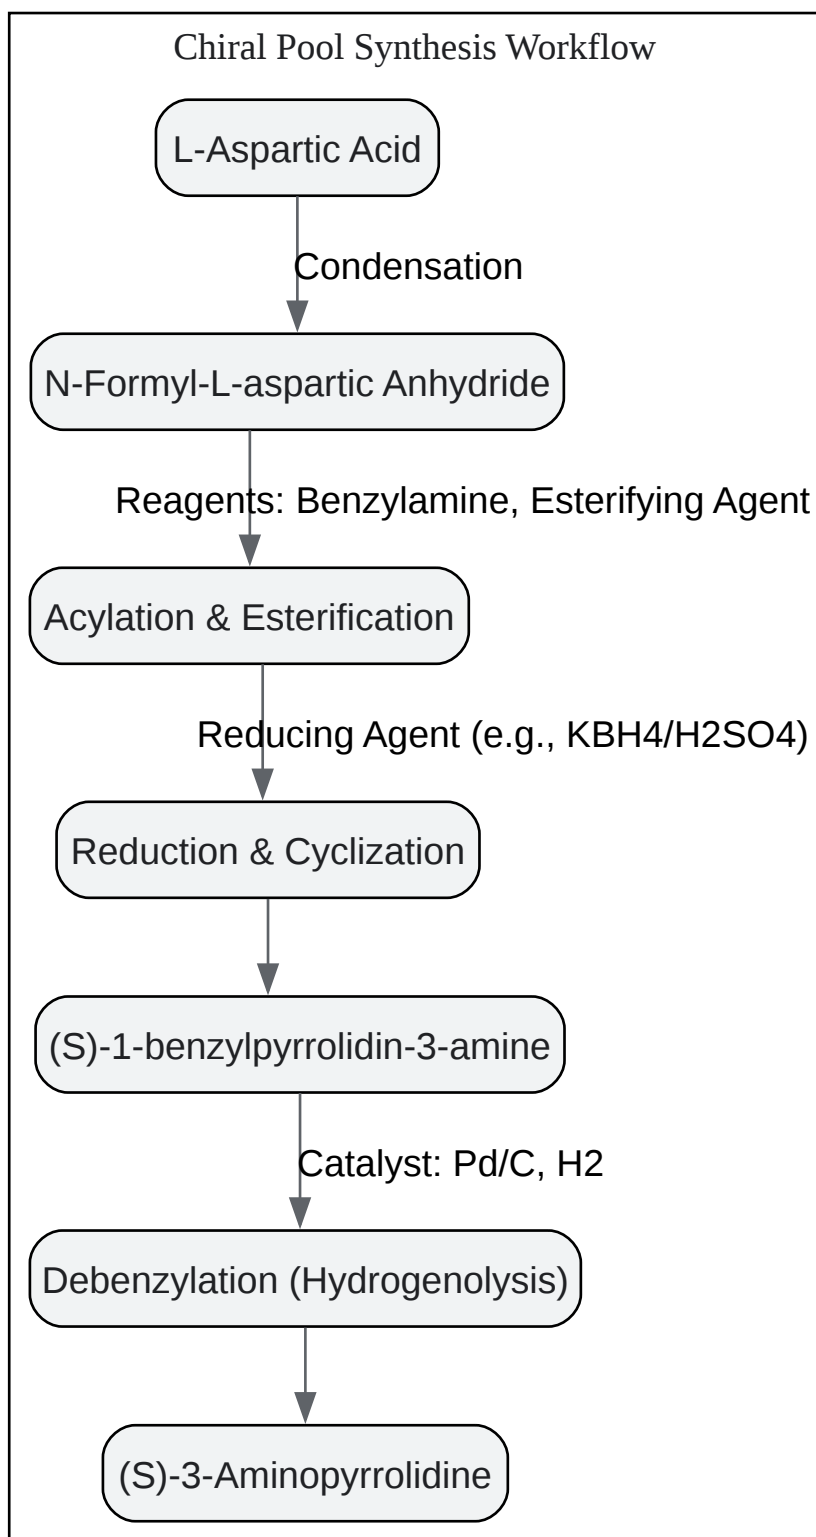 Chiral Pool Synthesis Workflow
L-Aspartic Acid
Condensation
N-Formyl-L-aspartic Anhydride
Reagents: Benzylamine, Esterifying Agent
Acylation & Esterification
Reducing Agent (e.g., KBH4/H2SO4)
Reduction & Cyclization
(S)-1-benzylpyrrolidin-3-amine
Catalyst: Pd/C, H2
Debenzylation (Hydrogenolysis)
(S)-3-Aminopyrrolidine